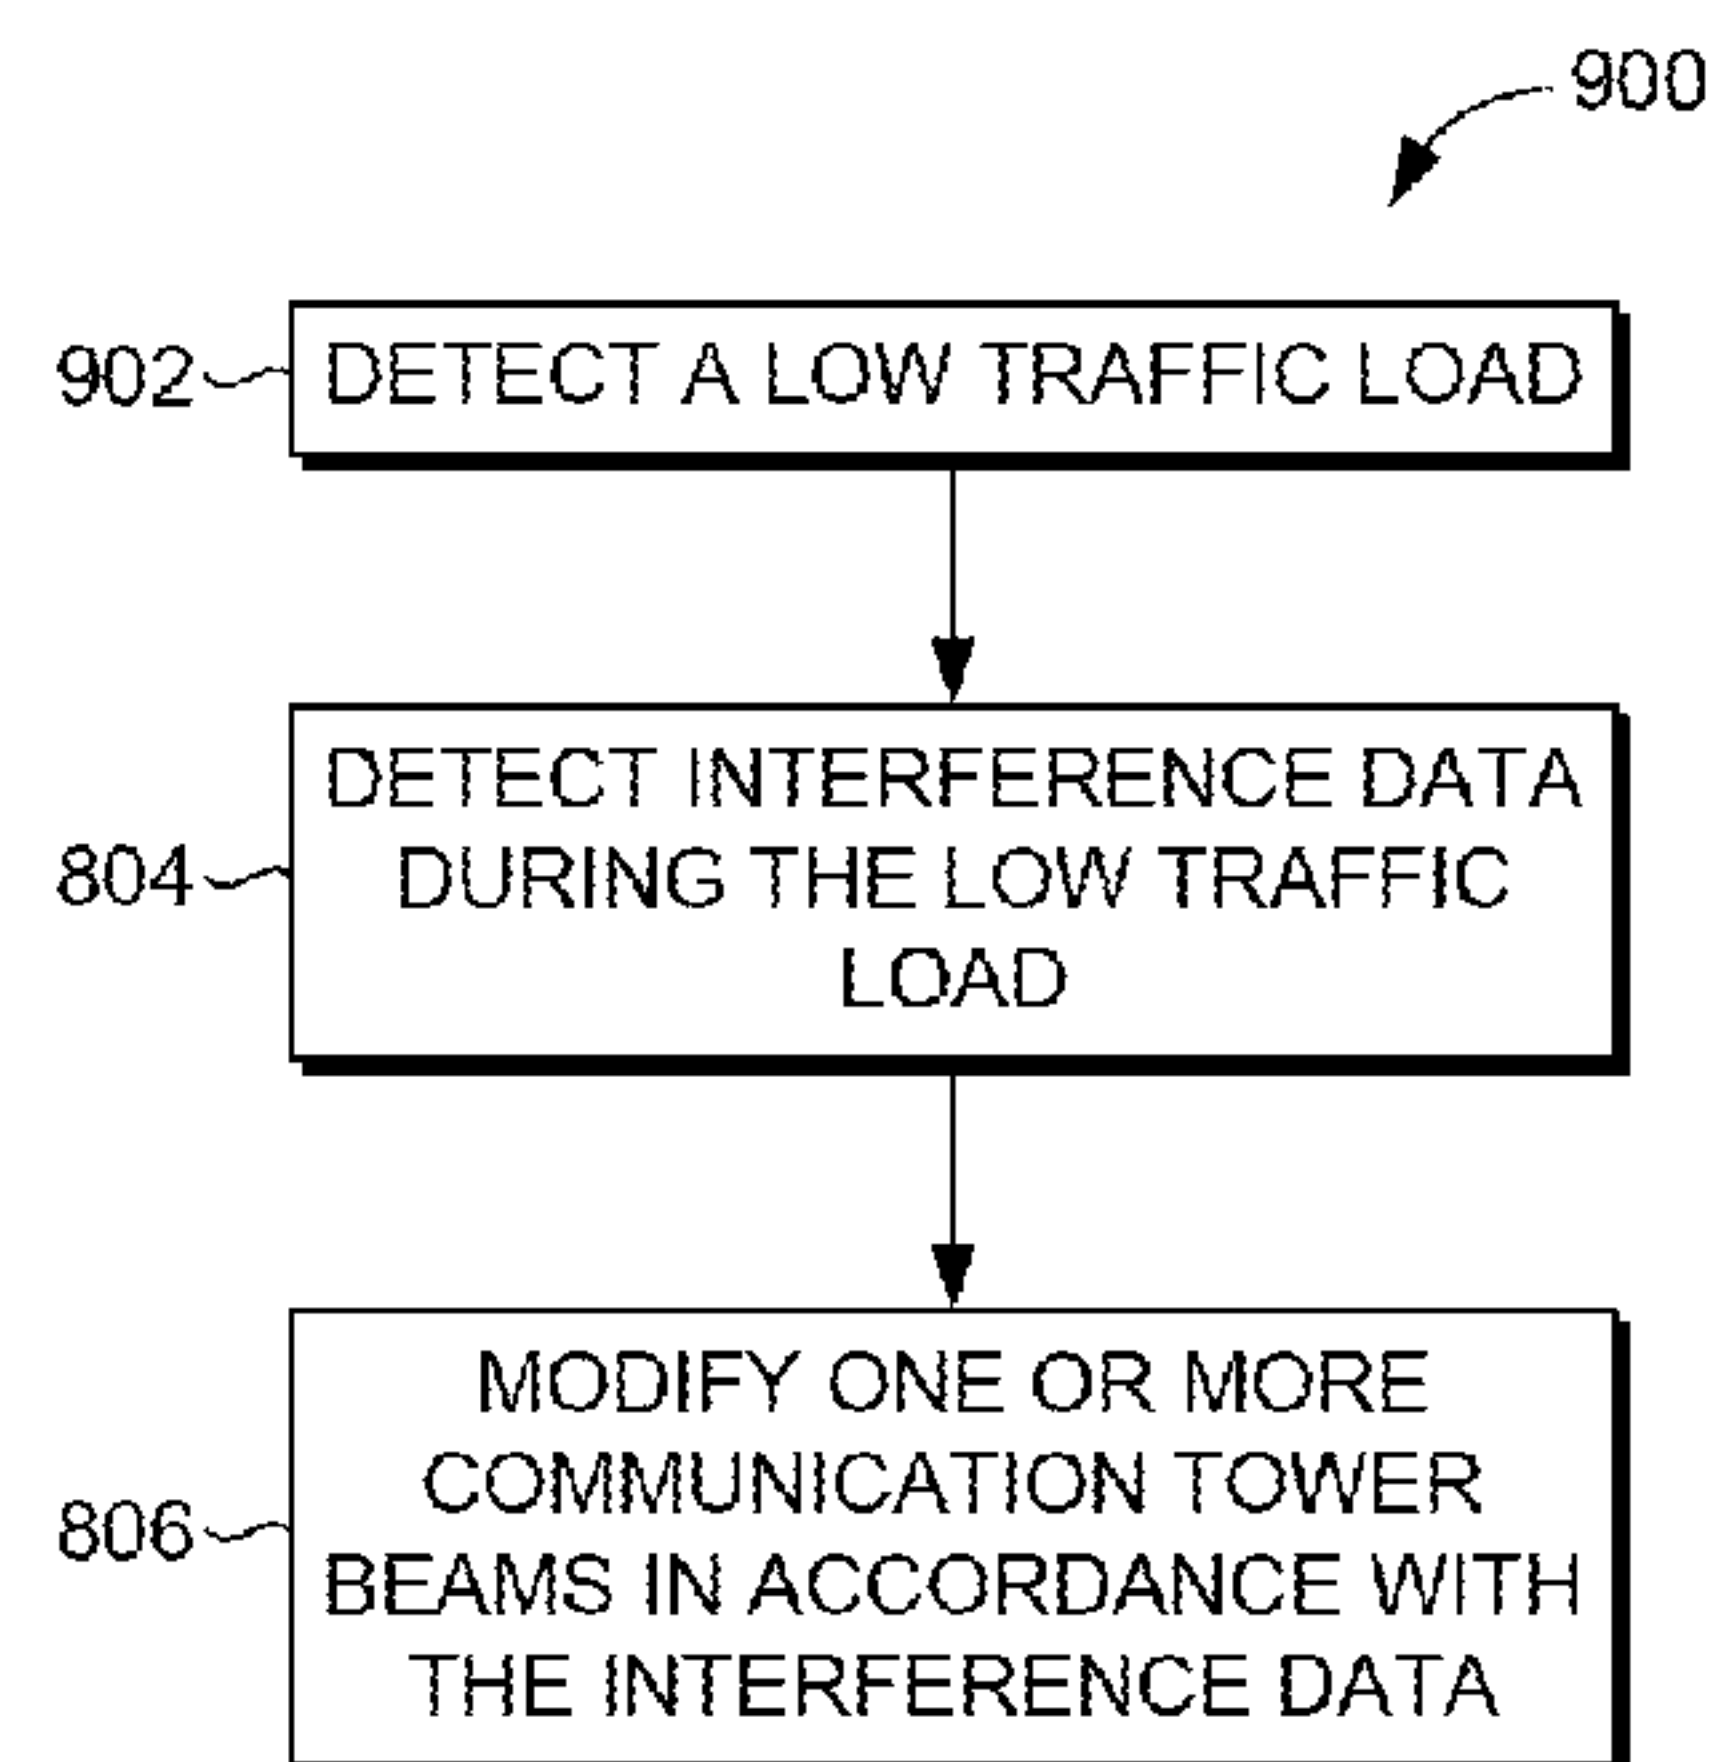 900
902 DETECT A LOW TRAFFIC LOAD
804 DETECT INTERFERENCE DATA
DURING THE LOW TRAFFIC
LOAD
806 MODIFY ONE OR MORE
COMMUNICATION TOWER
BEAMS IN ACCORDANCE WITH
THE INTERFERENCE DATA